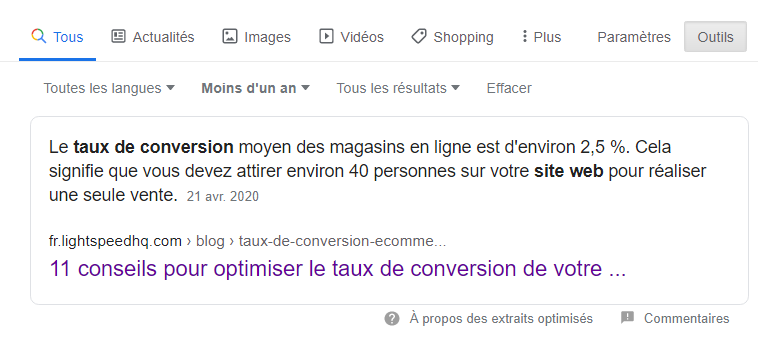 Tous Actualités Images Vidéos Shopping Plus Paramètres Outils
Toutes les langues Moins d'un an Tous les résultats Effacer
Le taux de conversion moyen des magasins en ligne est d'environ 2,5 %. Cela
signifie que vous devez attirer environ 40 personnes sur votre site web pour réaliser
une seule vente. 21 avr. 2020
fr.lightspeedhq.com › blog › taux-de-conversion-ecomme...
11 conseils pour optimiser le taux de conversion de votre ...
À propos des extraits optimisés Commentaires